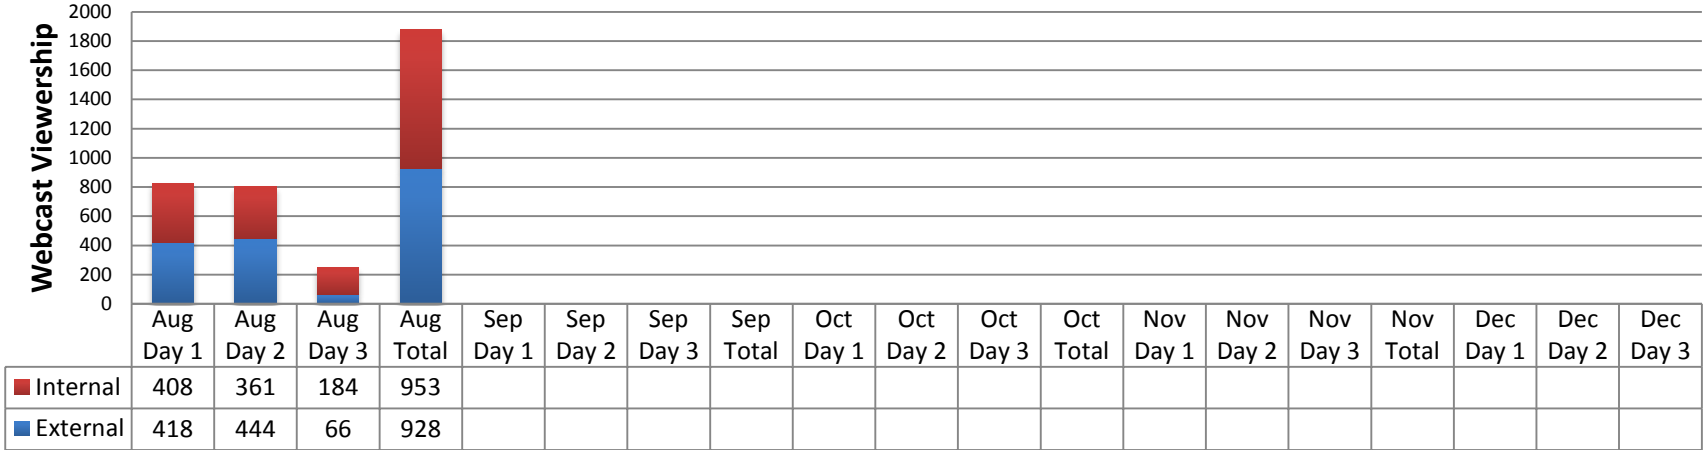 Webcast Viewership
2000
1800
1600
1400
1200
1000
800
600
400
200
0
Aug Day 1
Aug Day 2
Aug Day 3
Aug Total
Sep Day 1
Sep Day 2
Sep Day 3
Sep Total
Oct Day 1
Oct Day 2
Oct Day 3
Oct Total
Nov Day 1
Nov Day 2
Nov Day 3
Nov Total
Dec Day 1
Dec Day 2
Dec Day 3
Internal 408 361 184 953
External 418 444 66 928